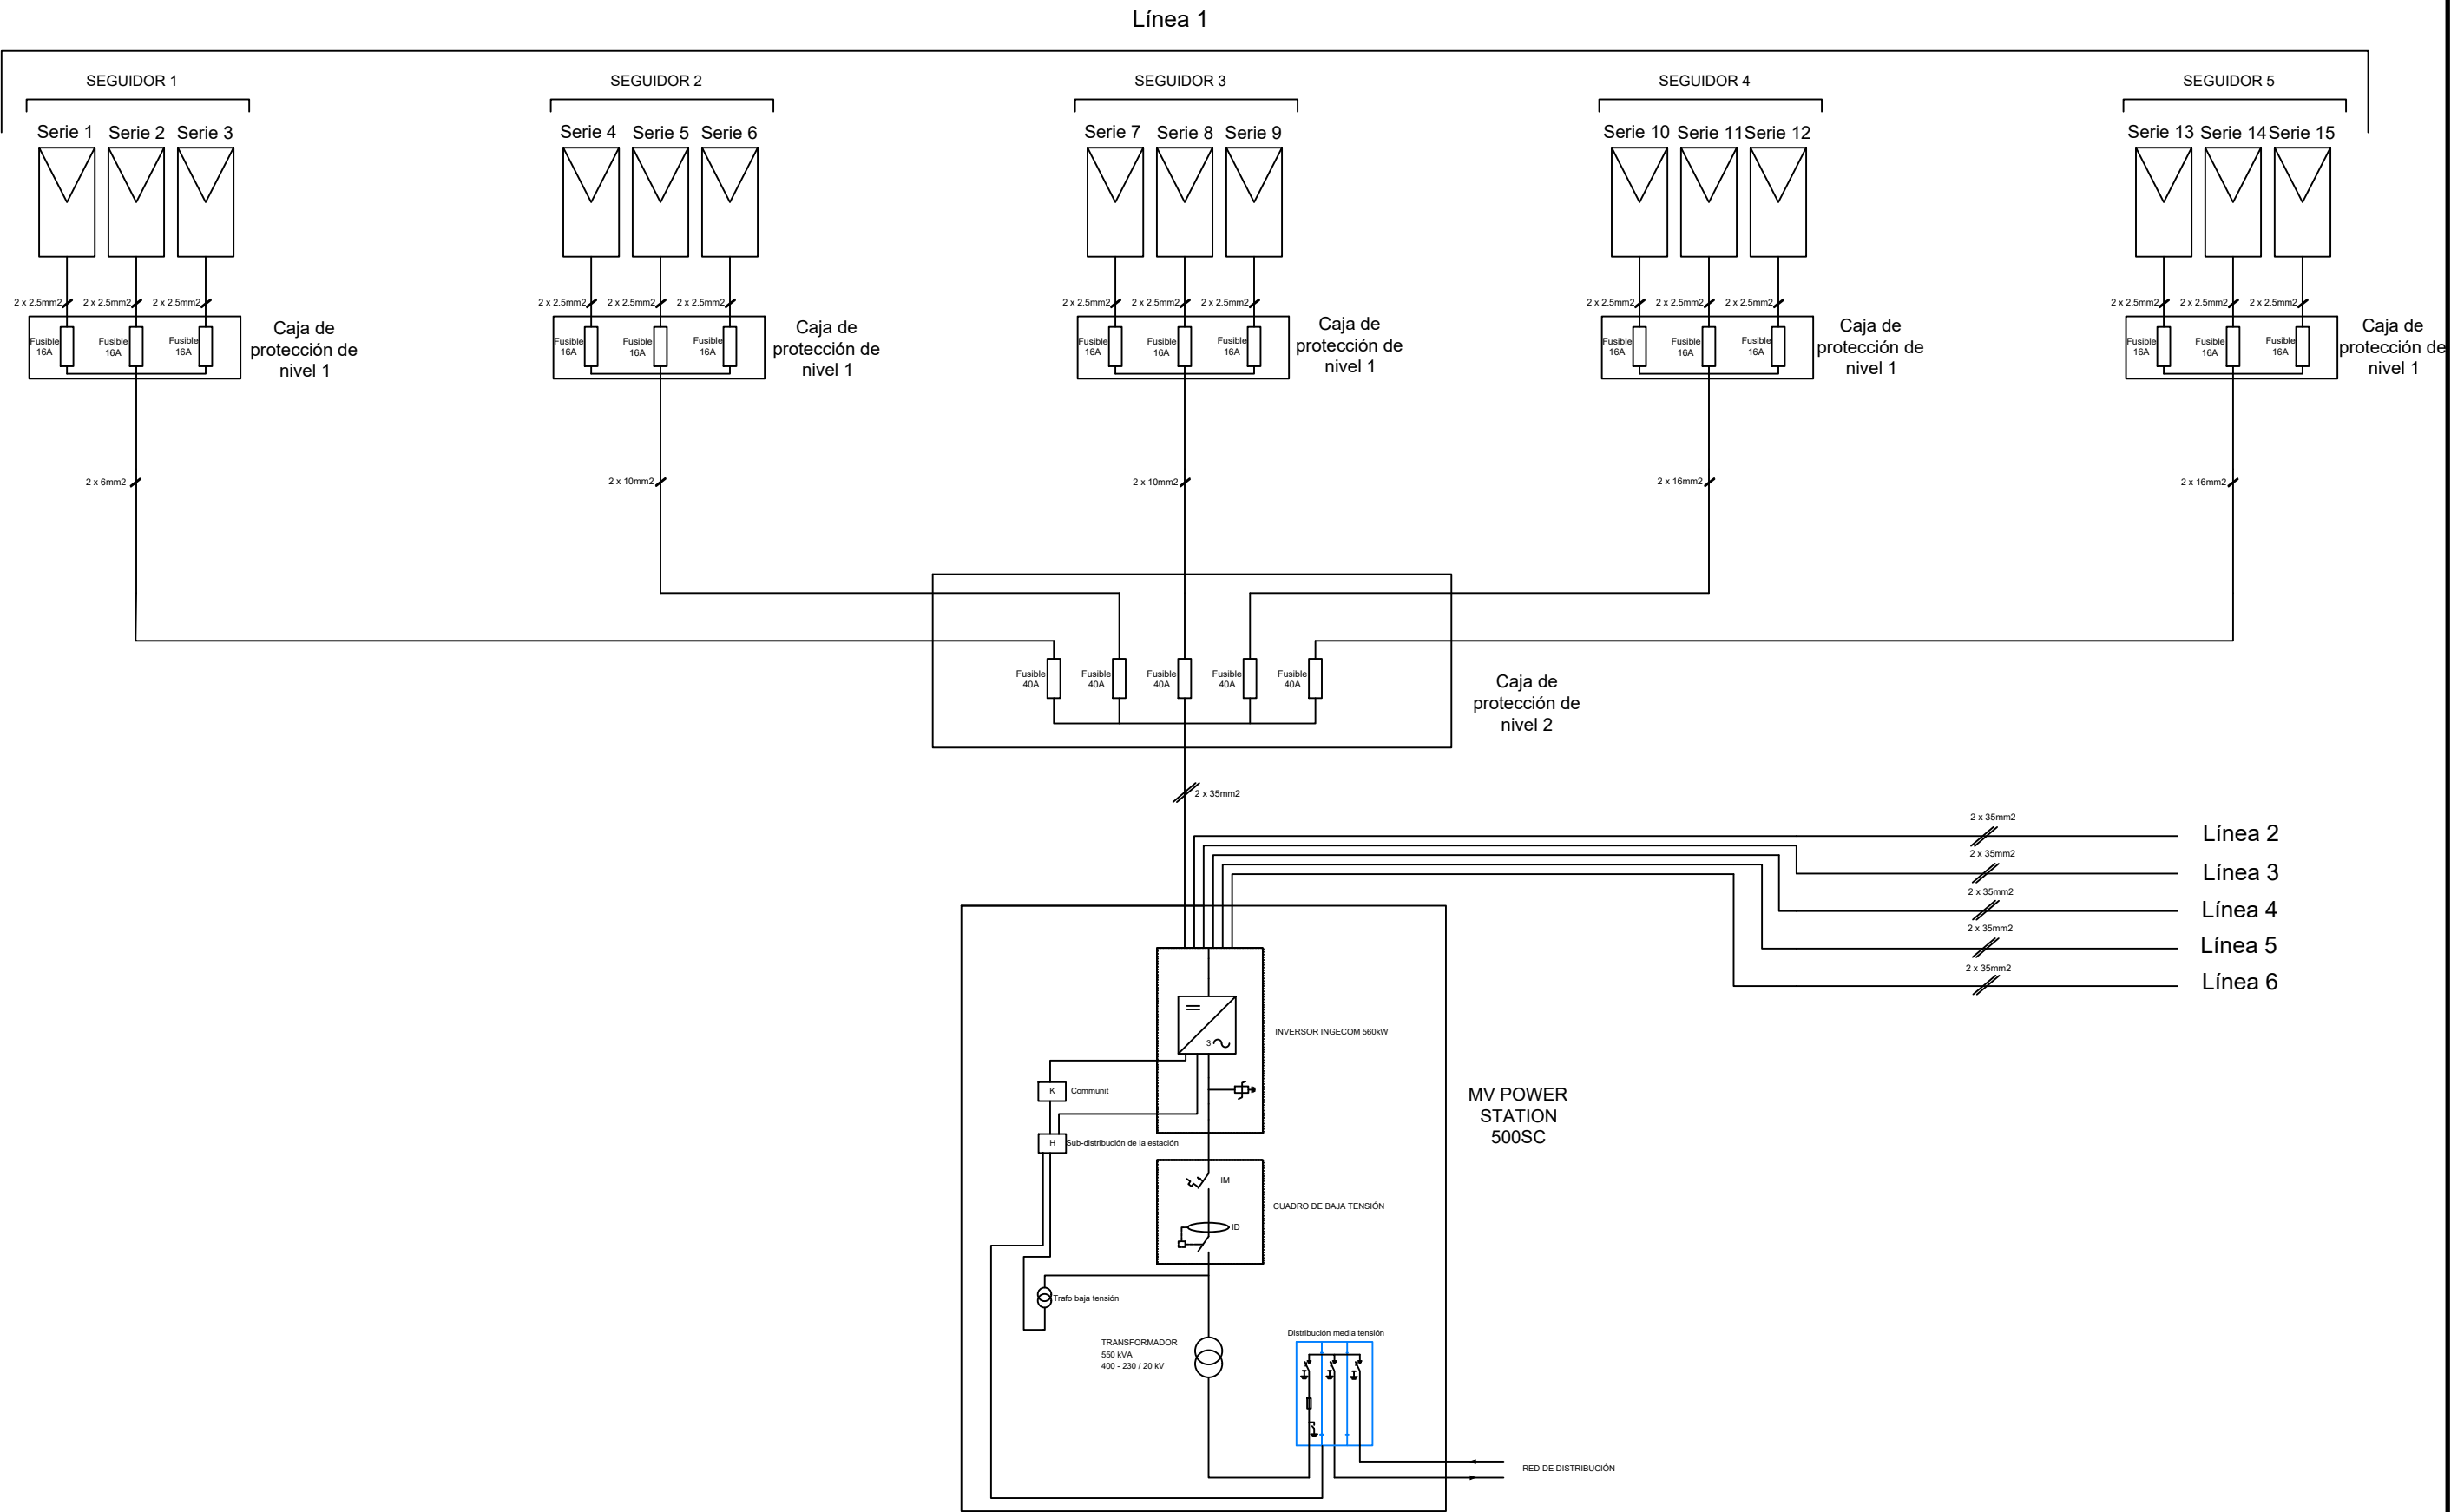 Línea 1
SEGUIDOR 1
SEGUIDOR 2
SEGUIDOR 3
SEGUIDOR 4
SEGUIDOR 5
Serie 1 Serie 2 Serie 3
Serie 4 Serie 5 Serie 6
Serie 7 Serie 8 Serie 9
Serie 10 Serie 11 Serie 12
Serie 13 Serie 14 Serie 15
2 x 2.5mm2 2 x 2.5mm2 2 x 2.5mm2
2 x 2.5mm2 2 x 2.5mm2 2 x 2.5mm2
2 x 2.5mm2 2 x 2.5mm2 2 x 2.5mm2
2 x 2.5mm2 2 x 2.5mm2 2 x 2.5mm2
2 x 2.5mm2 2 x 2.5mm2 2 x 2.5mm2
Fusible Fusible Fusible
16A 16A 16A
Caja de
protección de
nivel 1
Fusible Fusible Fusible
16A 16A 16A
Caja de
protección de
nivel 1
Fusible Fusible Fusible
16A 16A 16A
Caja de
protección de
nivel 1
Fusible Fusible Fusible
16A 16A 16A
Caja de
protección de
nivel 1
Fusible Fusible Fusible
16A 16A 16A
Caja de
protección de
nivel 1
2 x 6mm2
2 x 10mm2
2 x 10mm2
2 x 16mm2
2 x 16mm2
Fusible Fusible Fusible Fusible Fusible
40A 40A 40A 40A 40A
Caja de
protección de
nivel 2
2 x 35mm2
2 x 35mm2
Línea 2
2 x 35mm2
Línea 3
2 x 35mm2
Línea 4
2 x 35mm2
Línea 5
2 x 35mm2
Línea 6
INVERSOR INGECOM 560kW
3
K Communit
MV POWER
STATION
500SC
H Sub-distribución de la estación
IM
CUADRO DE BAJA TENSIÓN
ID
Trafo baja tensión
TRANSFORMADOR
550 kVA
400 - 230 / 20 kV
Distribución media tensión
RED DE DISTRIBUCIÓN